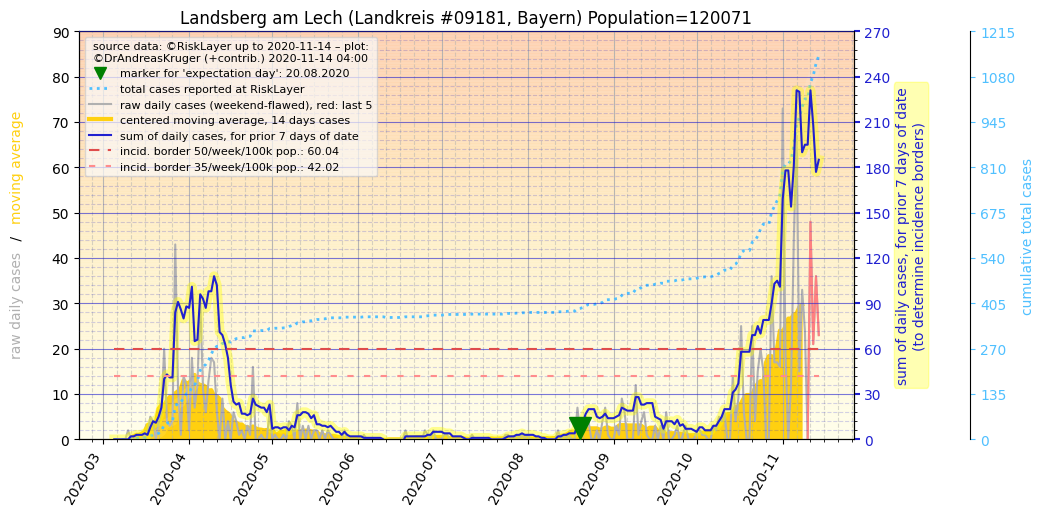 Landsberg am Lech (Landkreis #09181, Bayern) Population=120071
source data: ©RiskLayer up to 2020-11-14 – plot:
©DrAndreasKruger (+contrib.) 2020-11-14 04:00
marker for 'expectation day': 20.08.2020
total cases reported at RiskLayer
raw daily cases (weekend-flawed), red: last 5
centered moving average, 14 days cases
sum of daily cases, for prior 7 days of date
incid. border 50/week/100k pop.: 60.04
incid. border 35/week/100k pop.: 42.02
raw daily cases / moving average
90
80
70
60
50
40
30
20
10
0
270
240
210
180
150
120
90
60
30
0
sum of daily cases, for prior 7 days of date
(to determine incidence borders)
1215
1080
945
810
675
540
405
270
135
0
cumulative total cases
2020-03
2020-04
2020-05
2020-06
2020-07
2020-08
2020-09
2020-10
2020-11